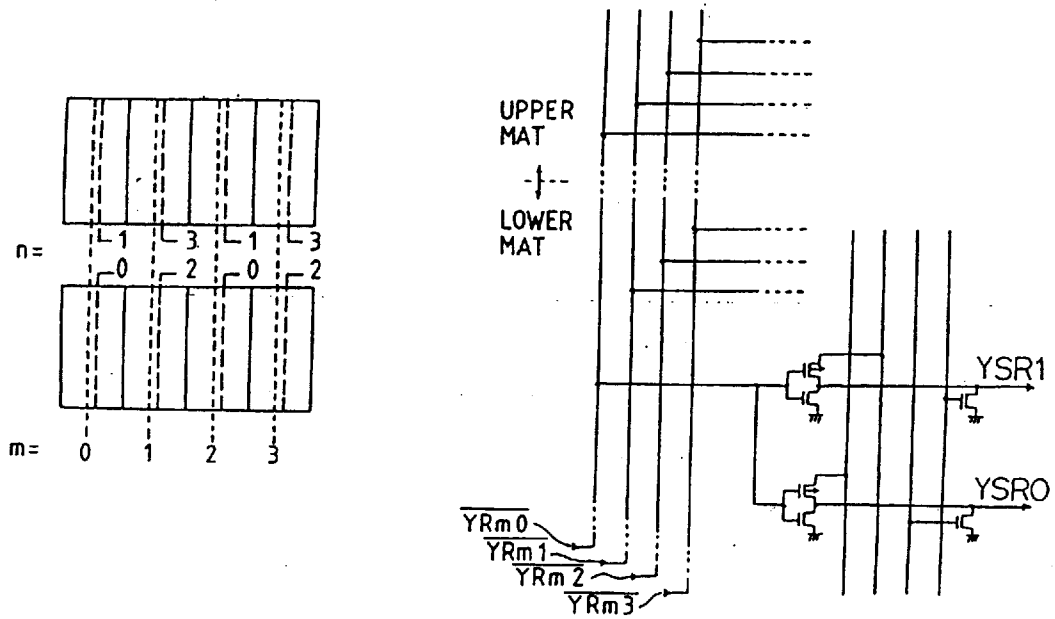 n=
1 3 1 3
0 2 0 2
m= 0 1 2 3
UPPER
MAT
LOWER
MAT
YSR1
YSR0
YRm0
YRm1
YRm2
YRm3